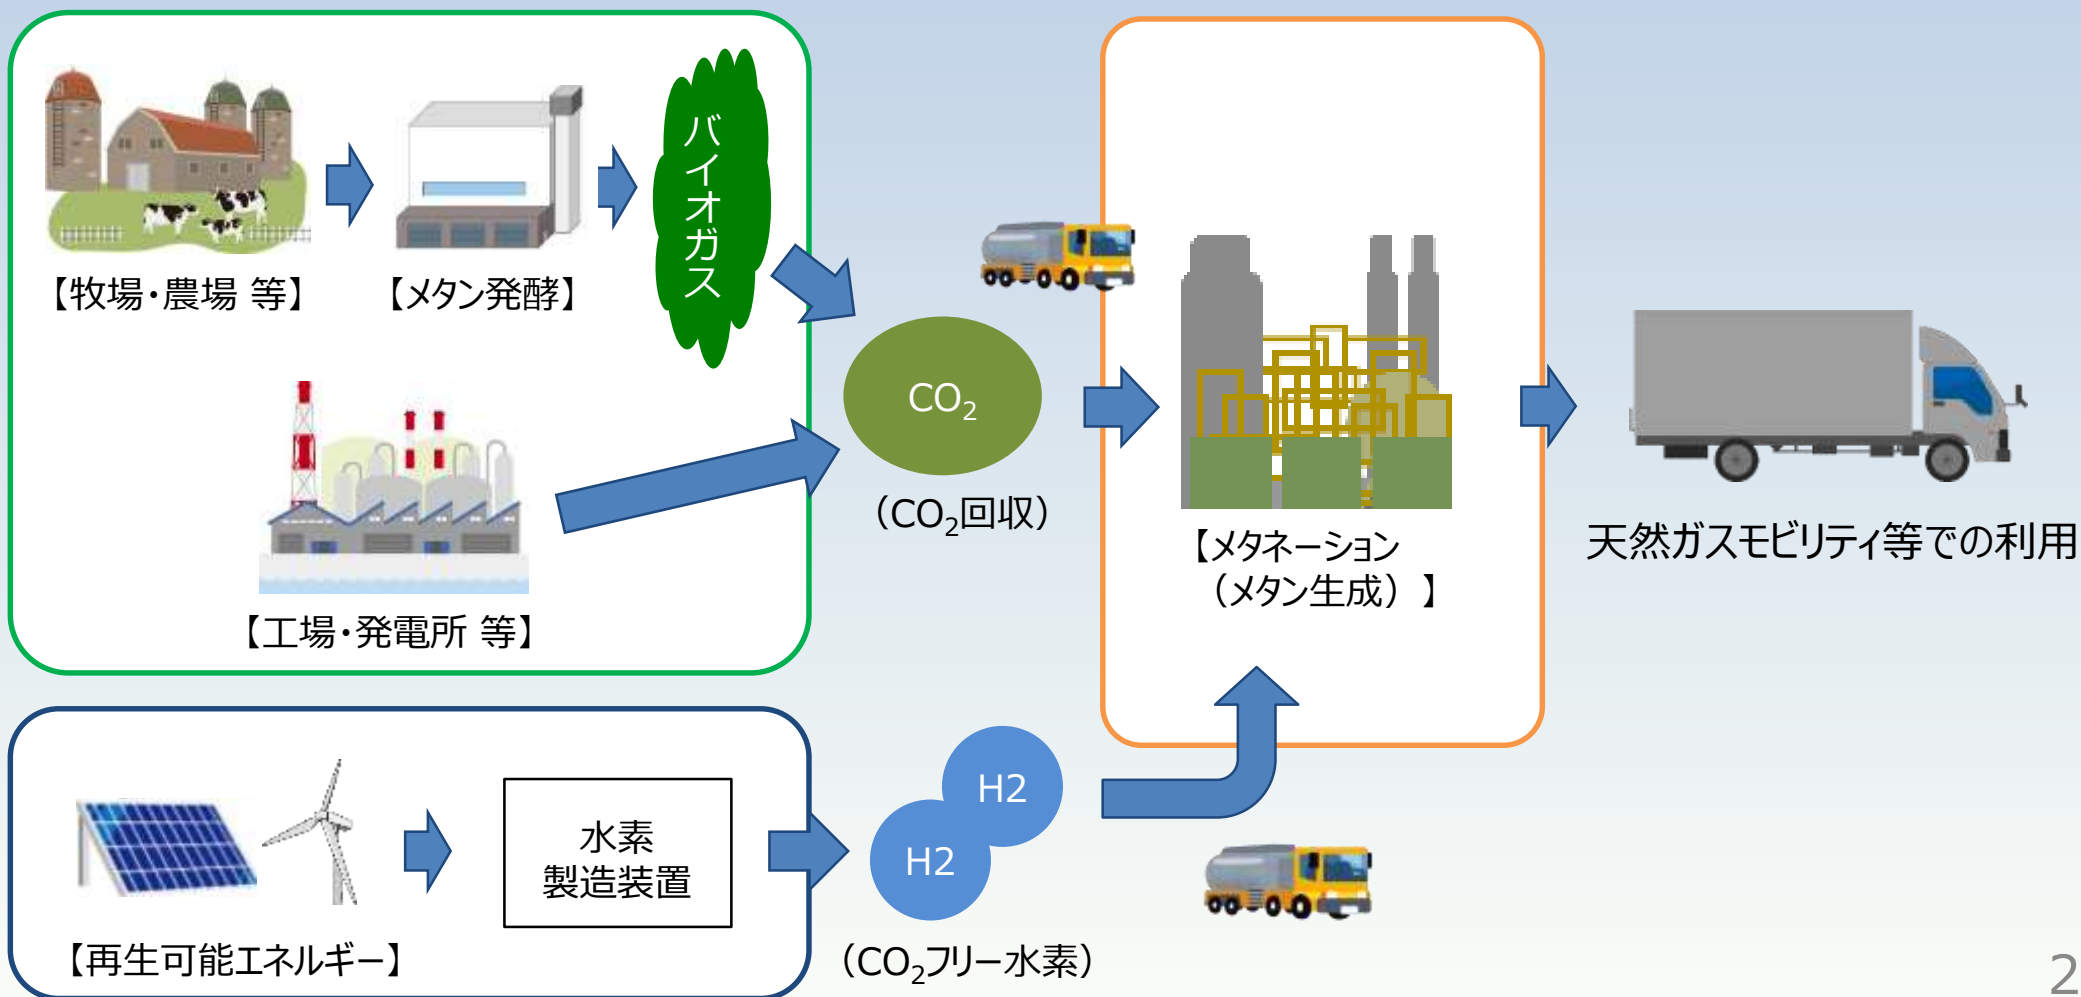 【牧場・農場 等】
【メタン発酵】
バイオガス
【工場・発電所 等】
CO₂
（CO₂回収）
【メタネーション
（メタン生成）】
天然ガスモビリティ等での利用
【再生可能エネルギー】
水素
製造装置
H2
H2
（CO₂フリー水素）
2